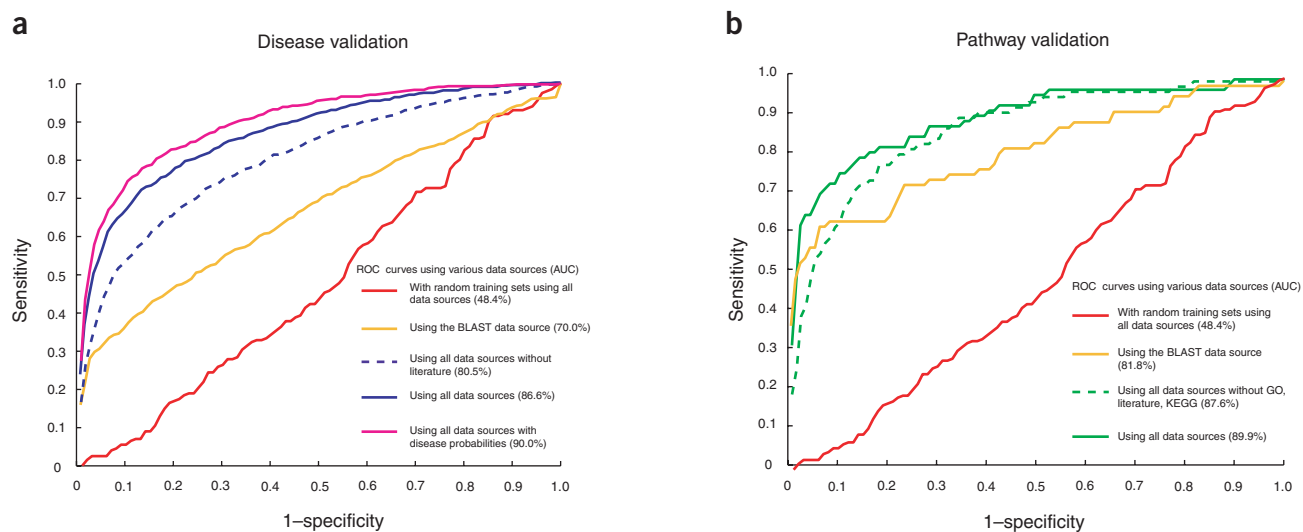 a
Disease validation
1.0
0.9
0.8
0.7
0.6
0.5
0.4
0.3
0.2
0.1
0
Sensitivity
ROC curves using various data sources (AUC)
With random training sets using all
data sources (48.4%)
Using the BLAST data source (70.0%)
Using all data sources without
literature (80.5%)
Using all data sources (86.6%)
Using all data sources with
disease probabilities (90.0%)
0 0.1 0.2 0.3 0.4 0.5 0.6 0.7 0.8 0.9 1.0
1–specificity
b
Pathway validation
1.0
0.9
0.8
0.7
0.6
0.5
0.4
0.3
0.2
0.1
0
Sensitivity
ROC curves using various data sources (AUC)
With random training sets using
all data sources (48.4%)
Using the BLAST data source
(81.8%)
Using all data sources without GO,
literature, KEGG (87.6%)
Using all data sources (89.9%)
0 0.1 0.2 0.3 0.4 0.5 0.6 0.7 0.8 0.9 1.0
1–specificity